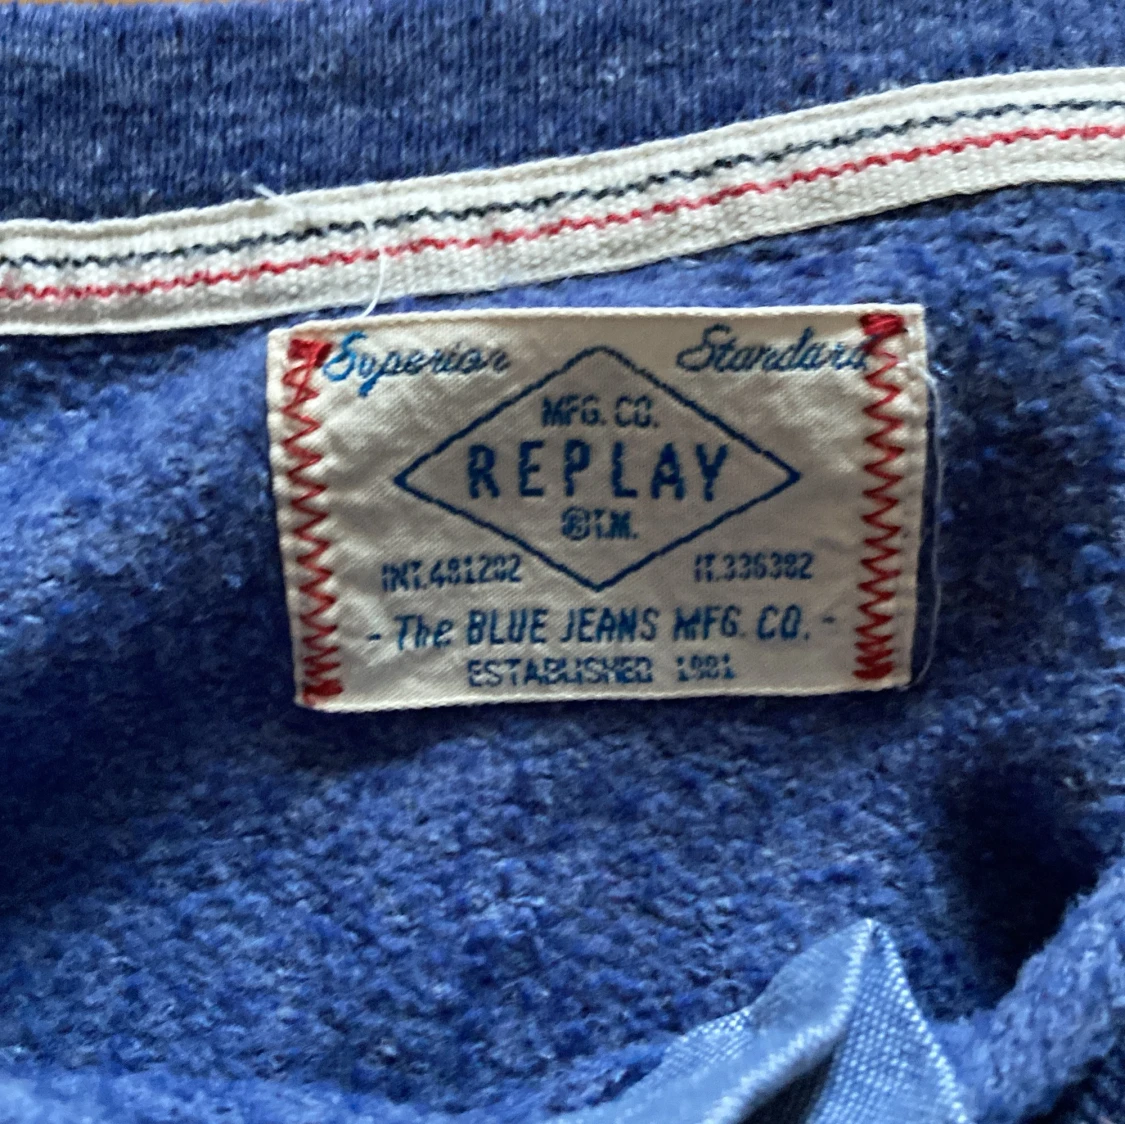 Superior Standard
MFG. CO.
REPLAY
®T.M.
INT.481202 IT.336382
- The BLUE JEANS MFG. CO. -
ESTABLISHED 1981